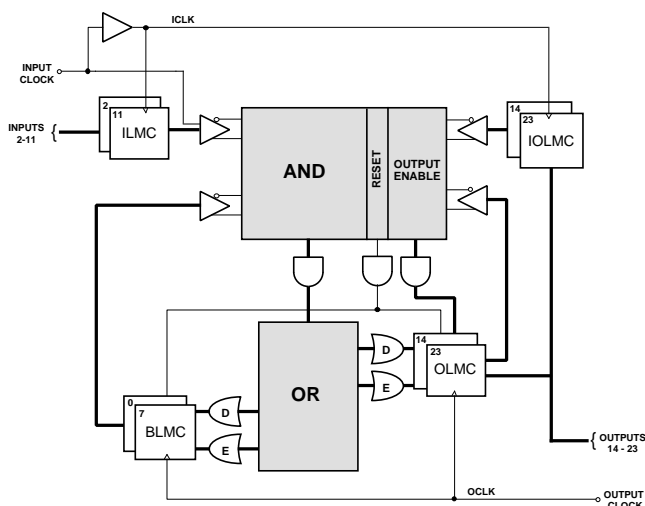 ICLK
INPUT
CLOCK
INPUTS
2-11
{
2
11
ILMC
14
23
IOLMC
AND
RESET
OUTPUT
ENABLE
OR
D
E
14
23
OLMC
0
7
BLMC
D
E
{
OUTPUTS
14 - 23
OCLK
OUTPUT
CLOCK